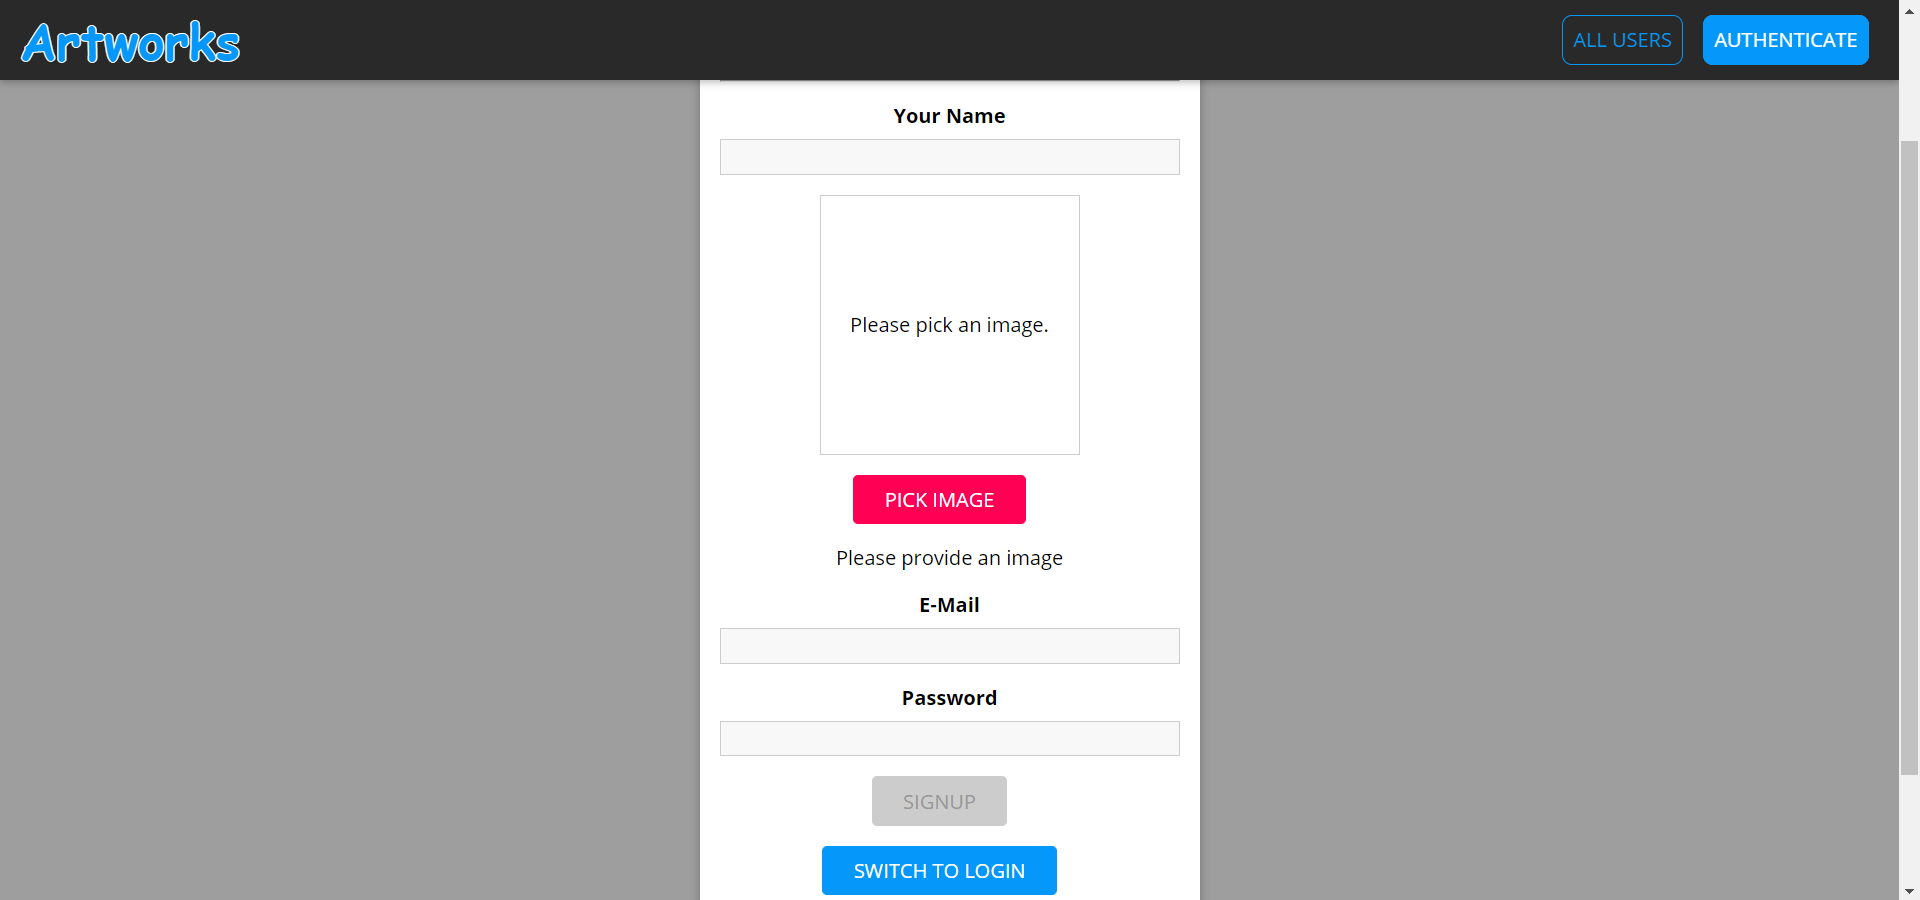 Artworks
ALL USERS
AUTHENTICATE
Your Name
Please pick an image.
PICK IMAGE
Please provide an image
E-Mail
Password
SIGNUP
SWITCH TO LOGIN